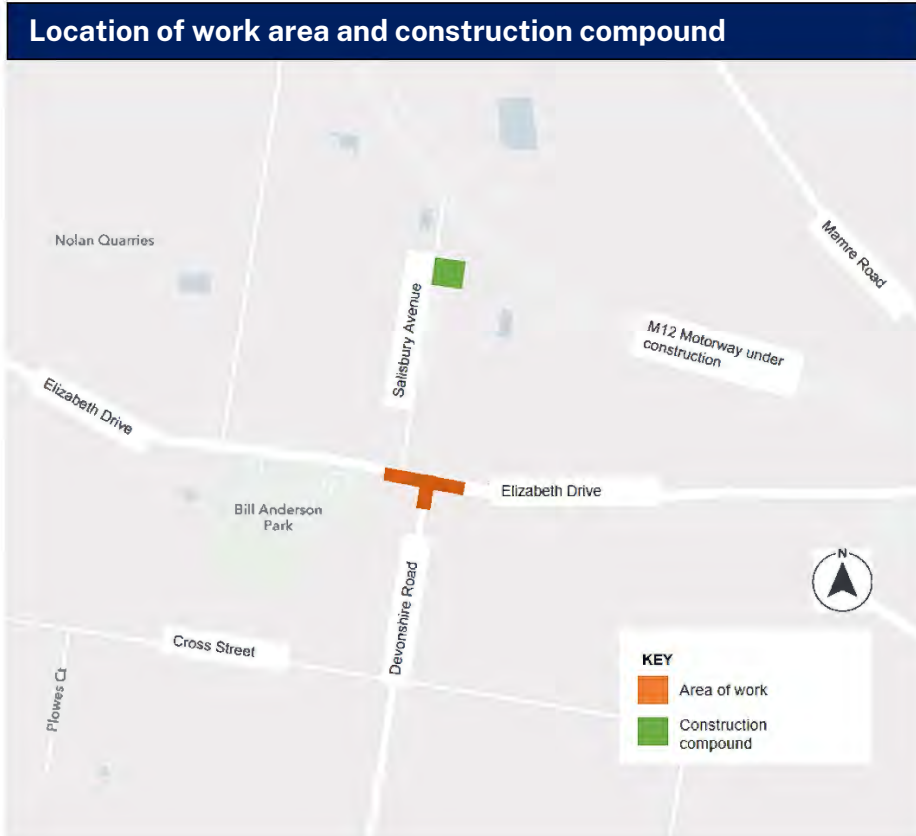 Location of work area and construction compound
Nolan Quarries
Mamre Road
Salisbury Avenue
M12 Motorway under
construction
Elizabeth Drive
Elizabeth Drive
Bill Anderson
Park
N
Devonshire Road
Cross Street
Plowes Ct
KEY
Area of work
Construction
compound